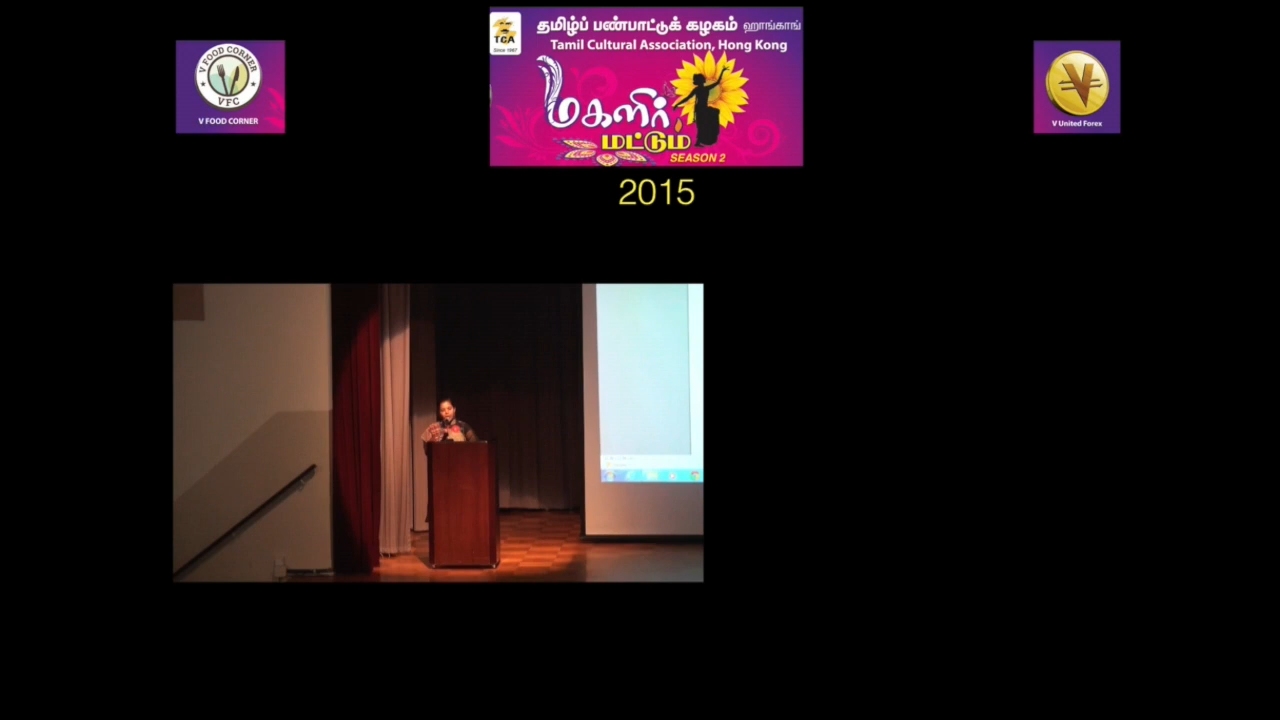 தமிழ்ப் பண்பாட்டுக் கழகம் ஹாங்காங்
TCA
Since 1967
Tamil Cultural Association, Hong Kong
V FOOD CORNER
VFC
V FOOD CORNER
மகளிர்
மட்டும்
SEASON 2
V United Forex
2015